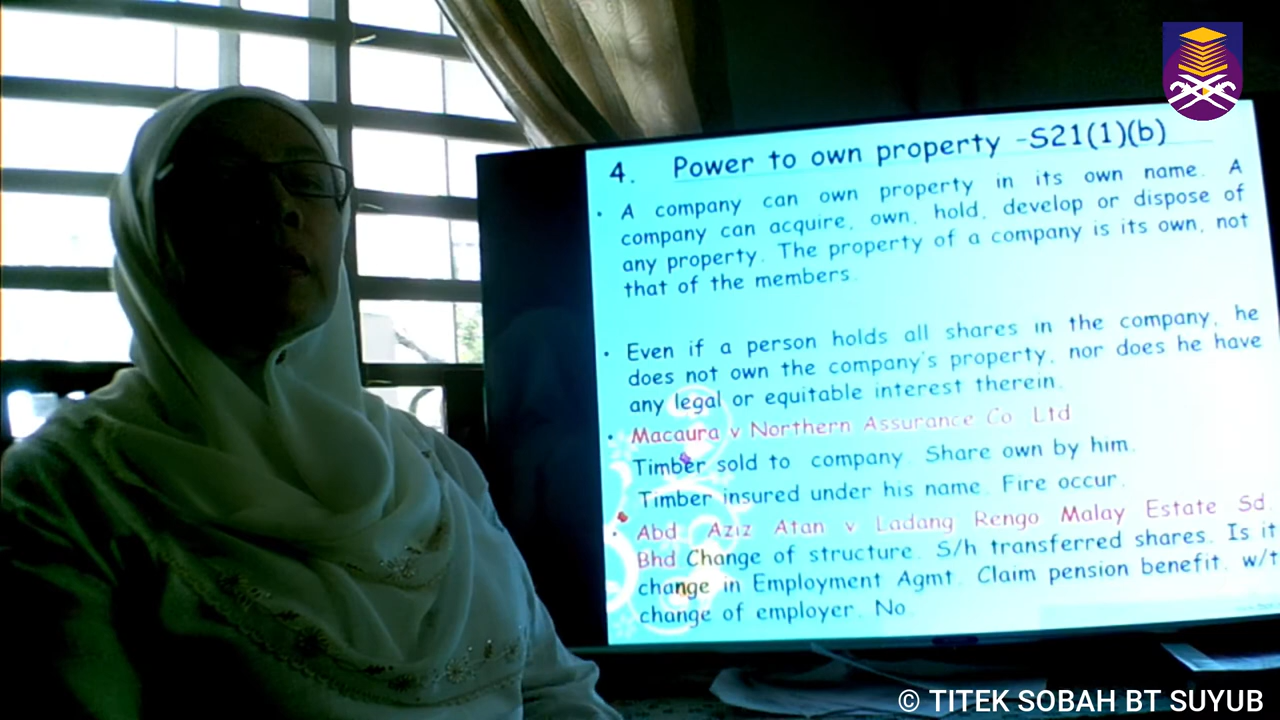 4. Power to own property -S21(1)(b)
• A company can own property in its own name. A
company can acquire, own, hold, develop or dispose of
any property. The property of a company is its own, not
that of the members.
• Even if a person holds all shares in the company, he
does not own the company's property, nor does he have
any legal or equitable interest therein.
• Macaura v Northern Assurance Co Ltd
Timber sold to company. Share own by him.
Timber insured under his name. Fire occur.
• Abd Aziz Atan v Ladang Rengo Malay Estate Sd.
Bhd Change of structure. S/h transferred shares. Is it
change in Employment Agmt. Claim pension benefit. w/t
change of employer. No
© TITEK SOBAH BT SUYUB